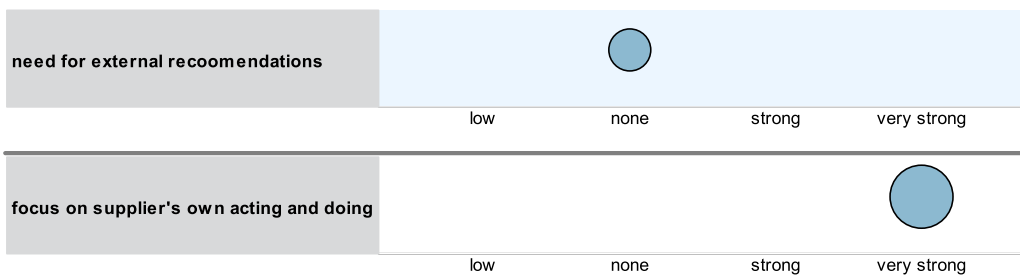 need for external recoomendations
low none strong very strong
focus on supplier's own acting and doing
low none strong very strong